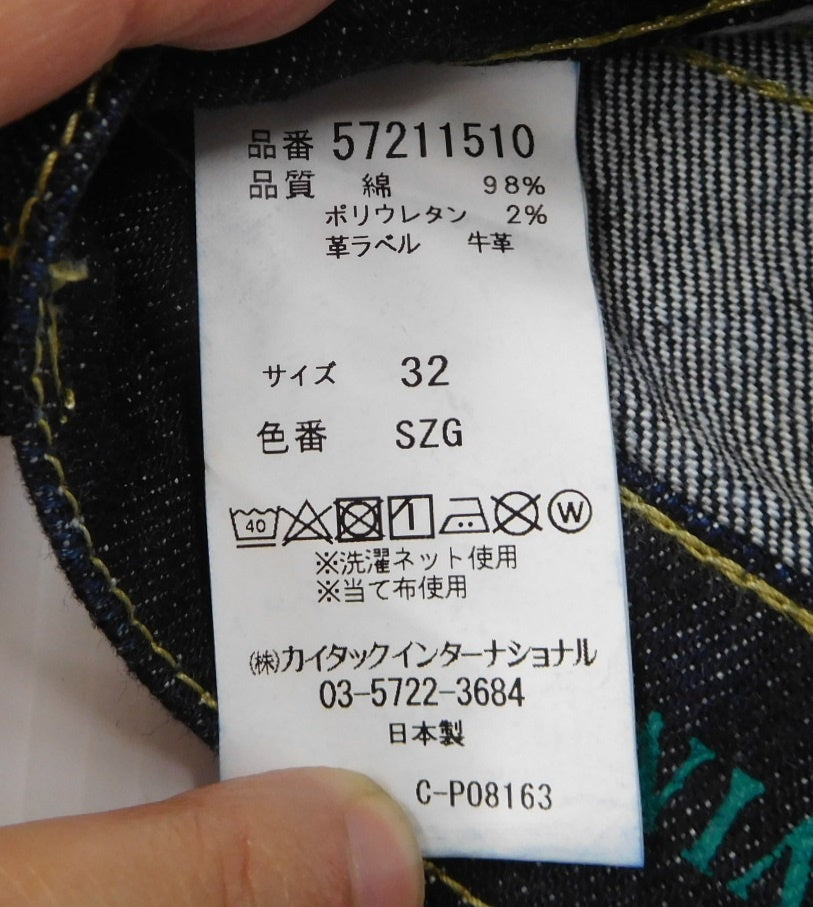 品番 57211510
品質 綿 98%
ポリウレタン 2%
革ラベル 牛革
サイズ 32
色番 SZG
40 W
※洗濯ネット使用
※当て布使用
㈱カイタックインターナショナル
03-5722-3684
日本製
C-P08163